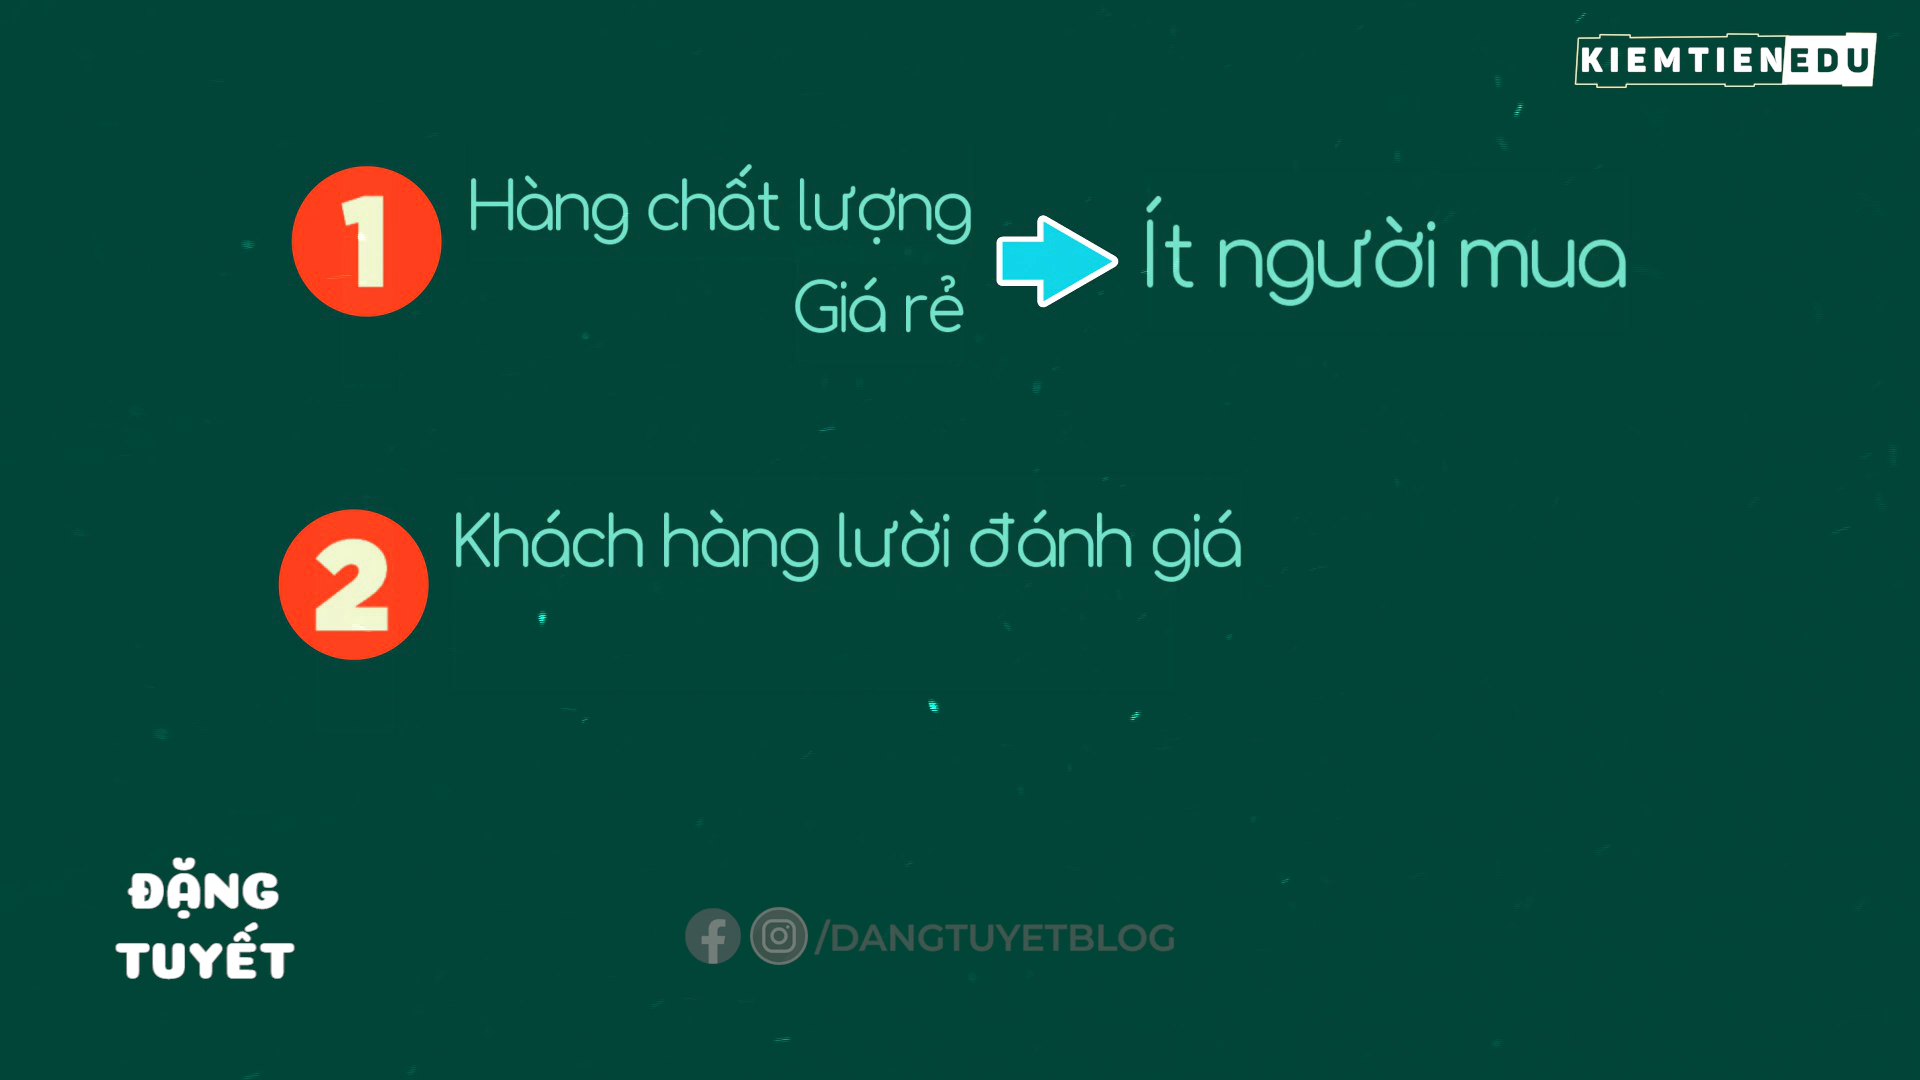 KIEMTIENEDU
1
Hàng chất lượng
Giá rẻ
Ít người mua
2
Khách hàng lười đánh giá
ĐẶNG
TUYẾT
/DANGTUYETBLOG